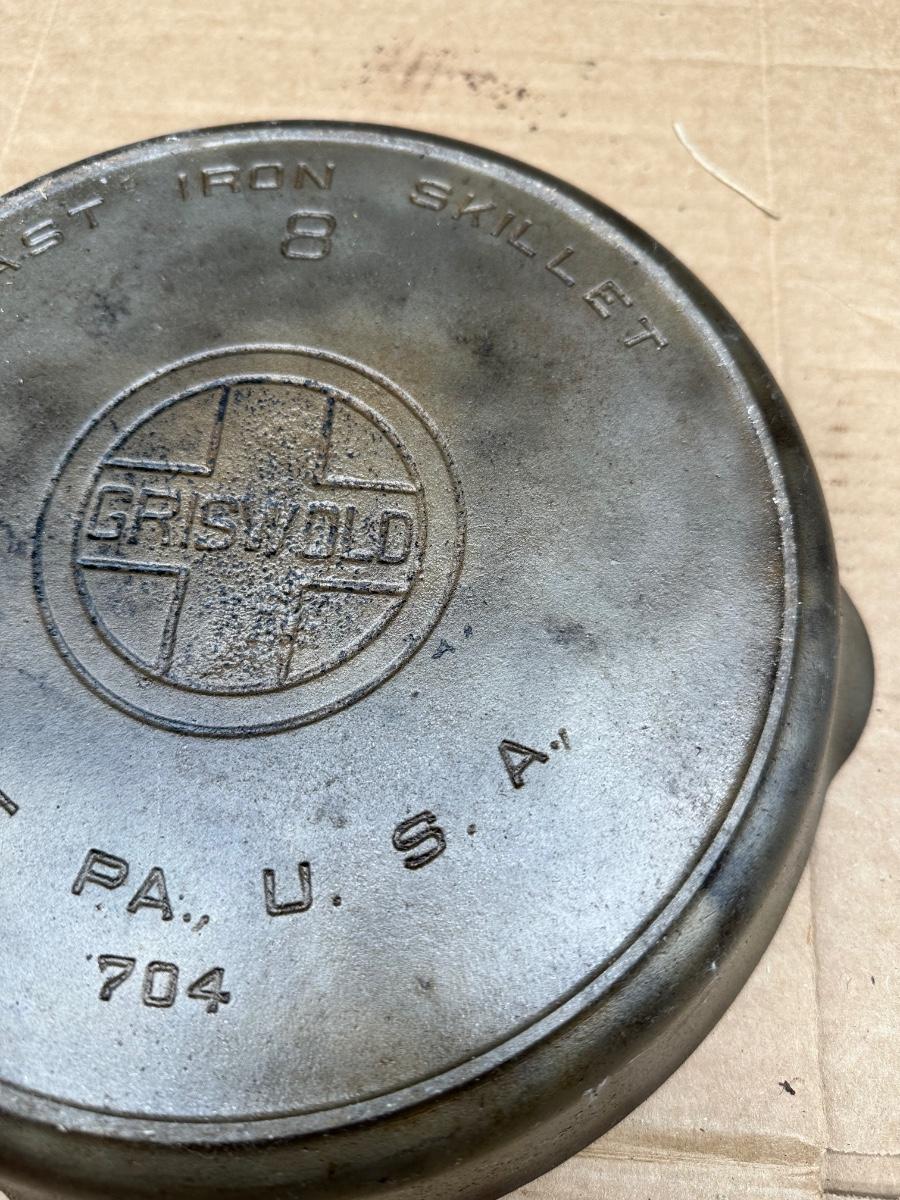 AST IRON SKILLET
8
GRISWOLD
PA., U. S. A.,
704